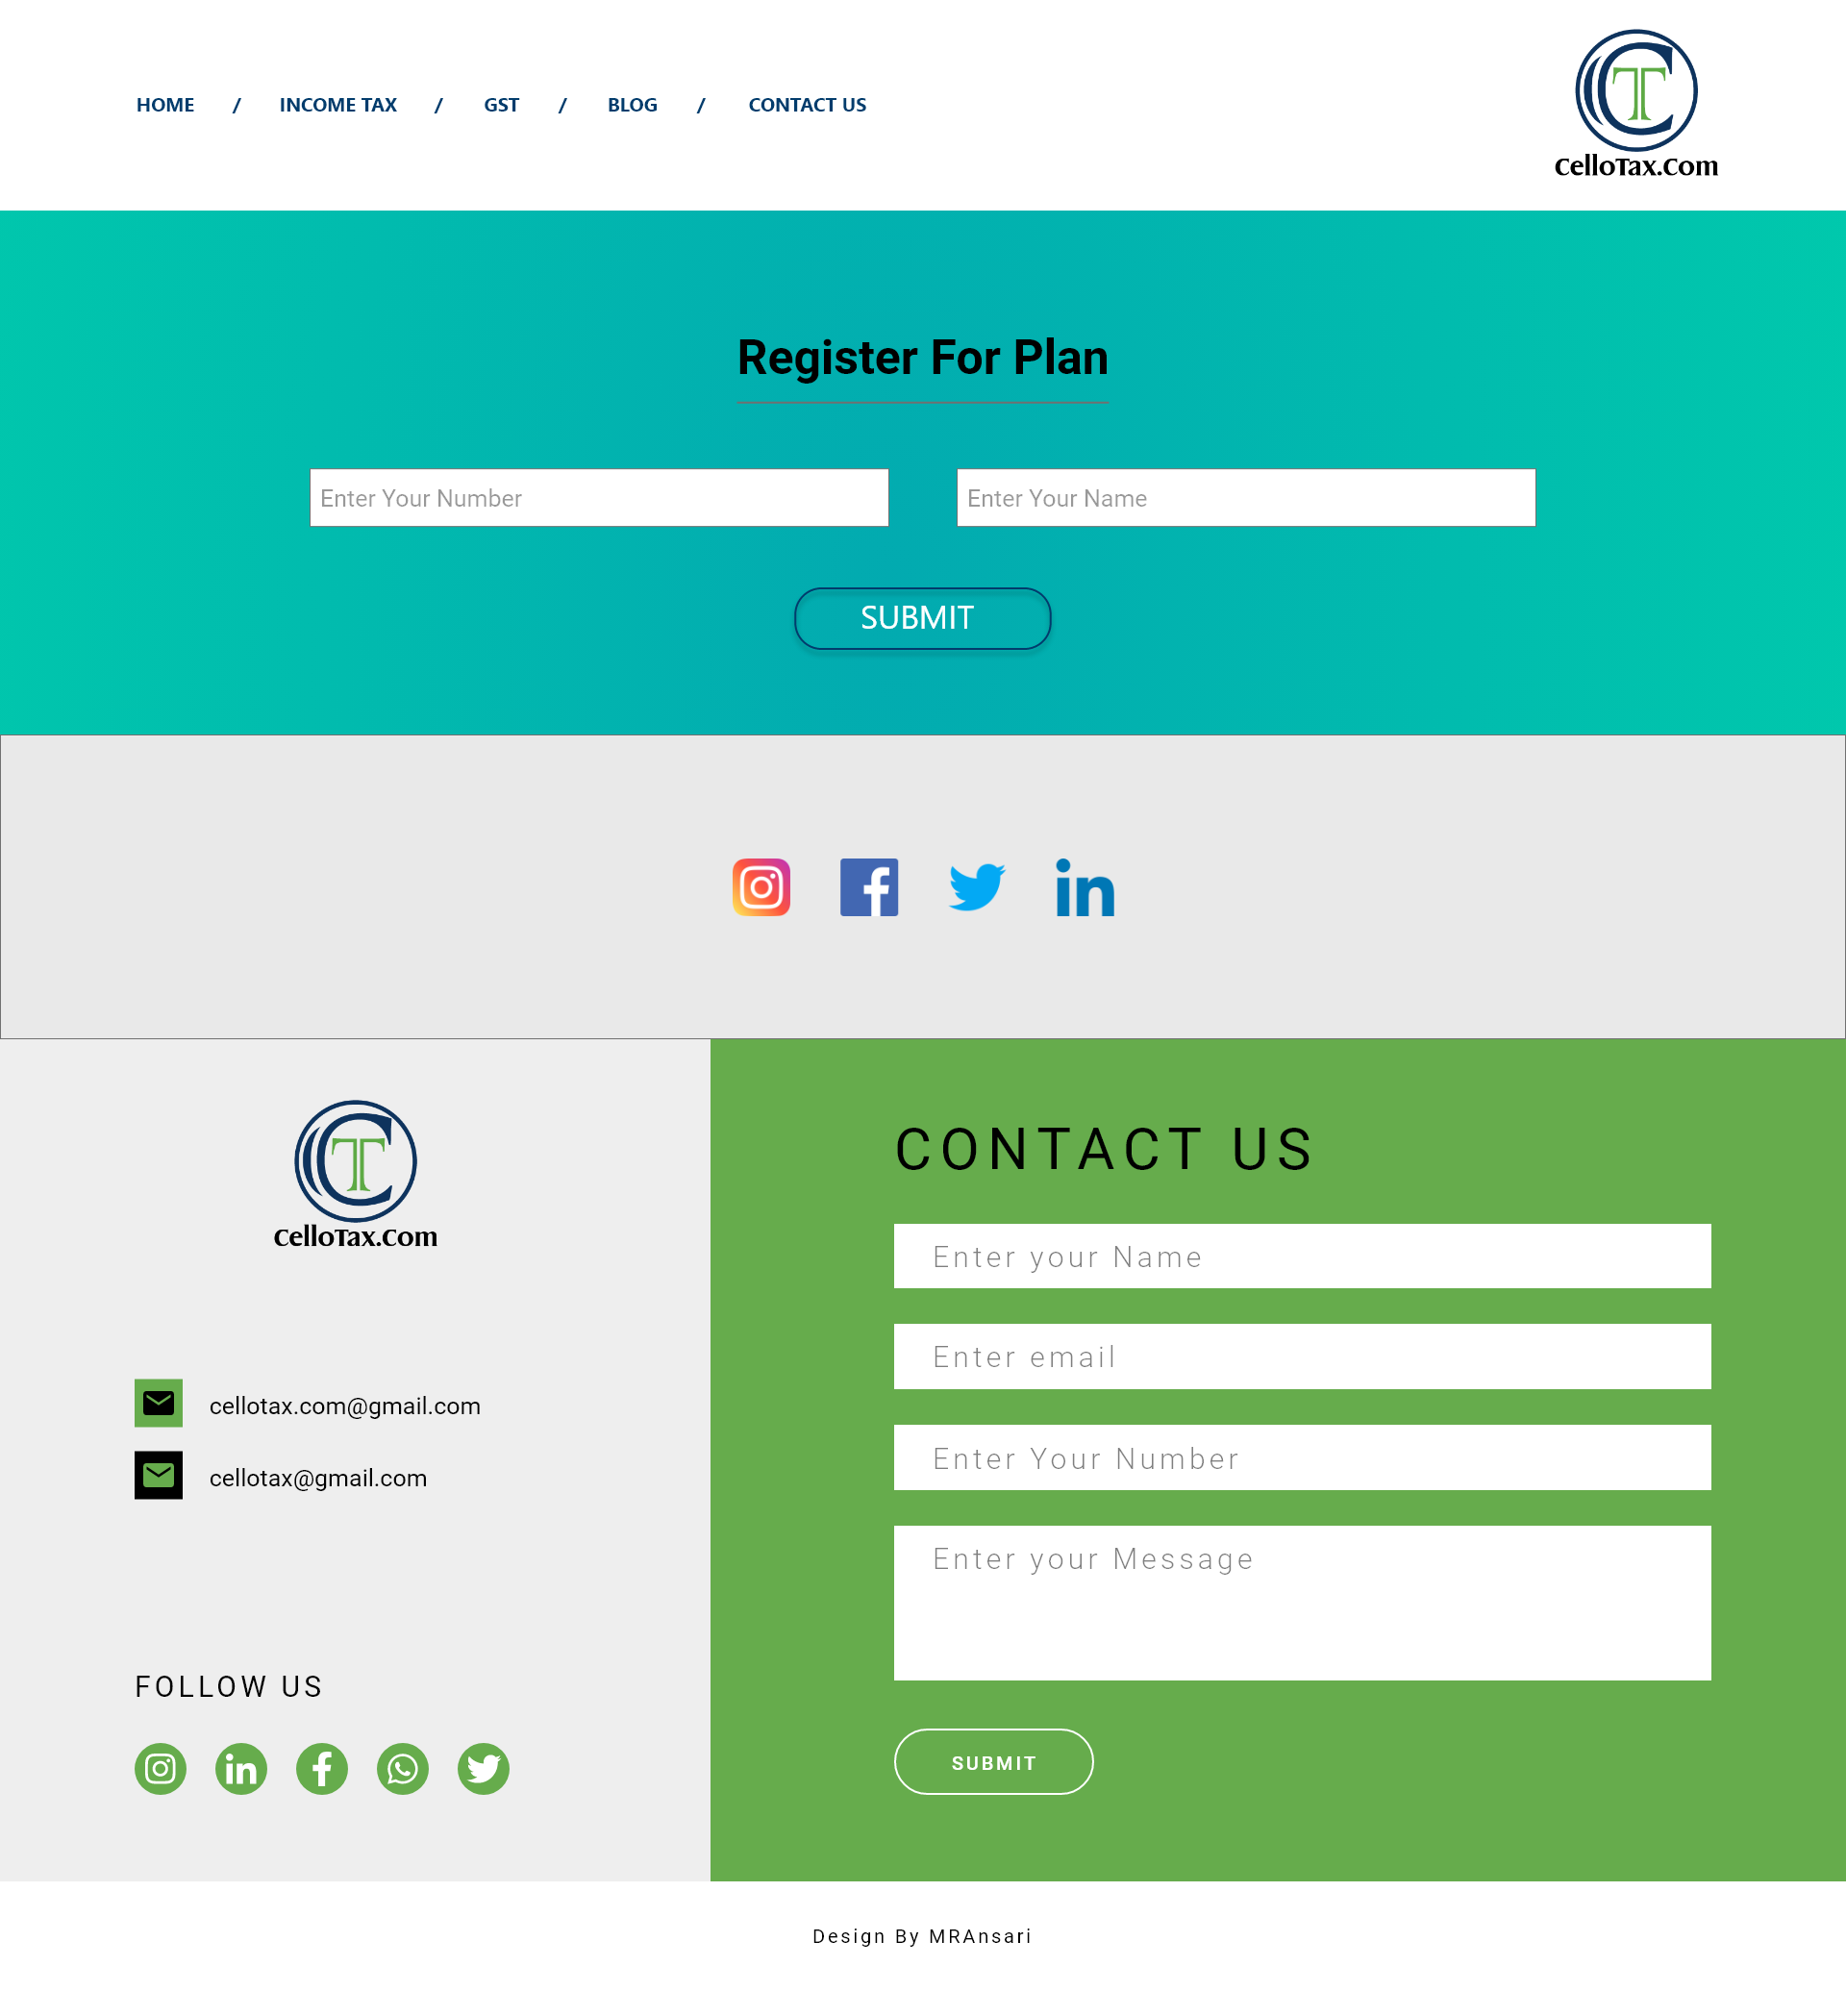 HOME / INCOME TAX / GST / BLOG / CONTACT US
CT
CelloTax.Com
Register For Plan
Enter Your Number
Enter Your Name
SUBMIT
CT
CelloTax.Com
cellotax.com@gmail.com
cellotax@gmail.com
FOLLOW US
CONTACT US
Enter your Name
Enter email
Enter Your Number
Enter your Message
SUBMIT
Design By MRAnsari